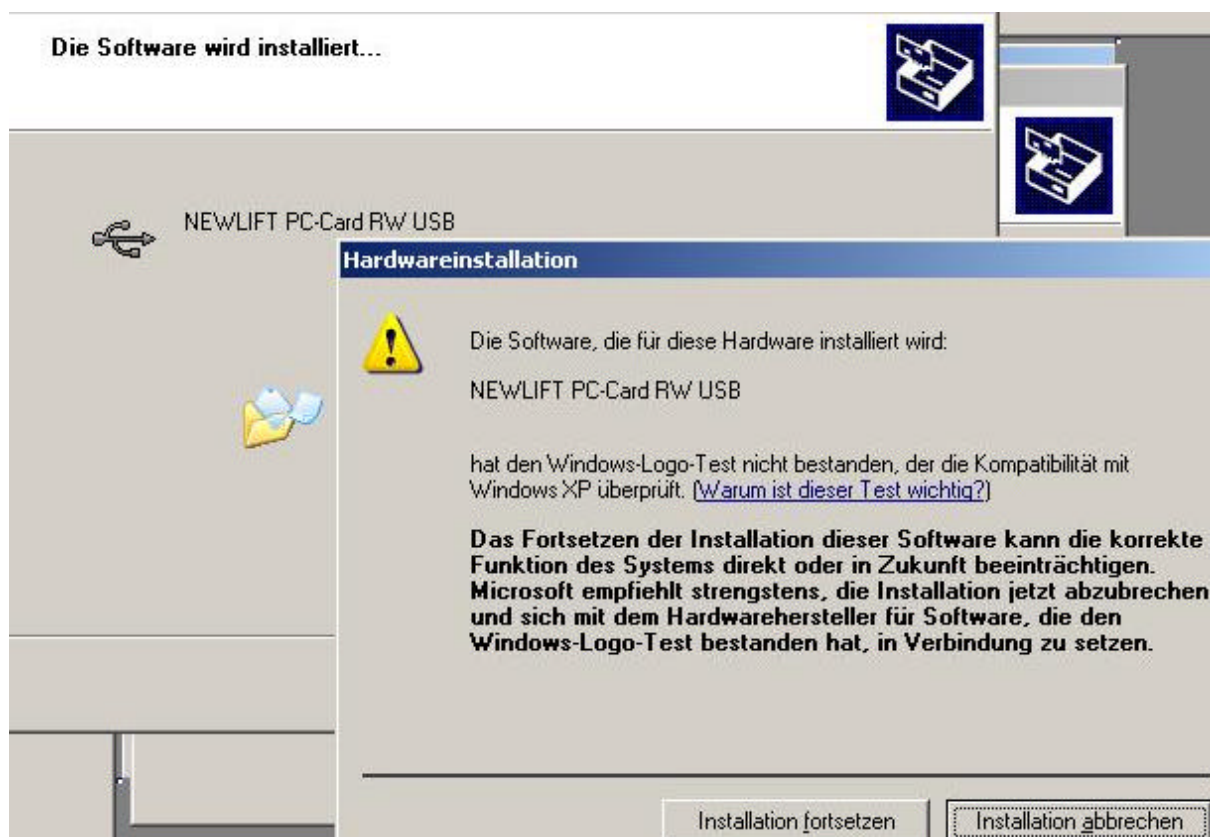 Die Software wird installiert...
NEWLIFT PC-Card RW USB
Hardwareinstallation
Die Software, die für diese Hardware installiert wird:
NEWLIFT PC-Card RW USB
hat den Windows-Logo-Test nicht bestanden, der die Kompatibilität mit
Windows XP überprüft. (Warum ist dieser Test wichtig?)
Das Fortsetzen der Installation dieser Software kann die korrekte
Funktion des Systems direkt oder in Zukunft beeinträchtigen.
Microsoft empfiehlt strengstens, die Installation jetzt abzubrechen
und sich mit dem Hardwarehersteller für Software, die den
Windows-Logo-Test bestanden hat, in Verbindung zu setzen.
Installation fortsetzen
Installation abbrechen